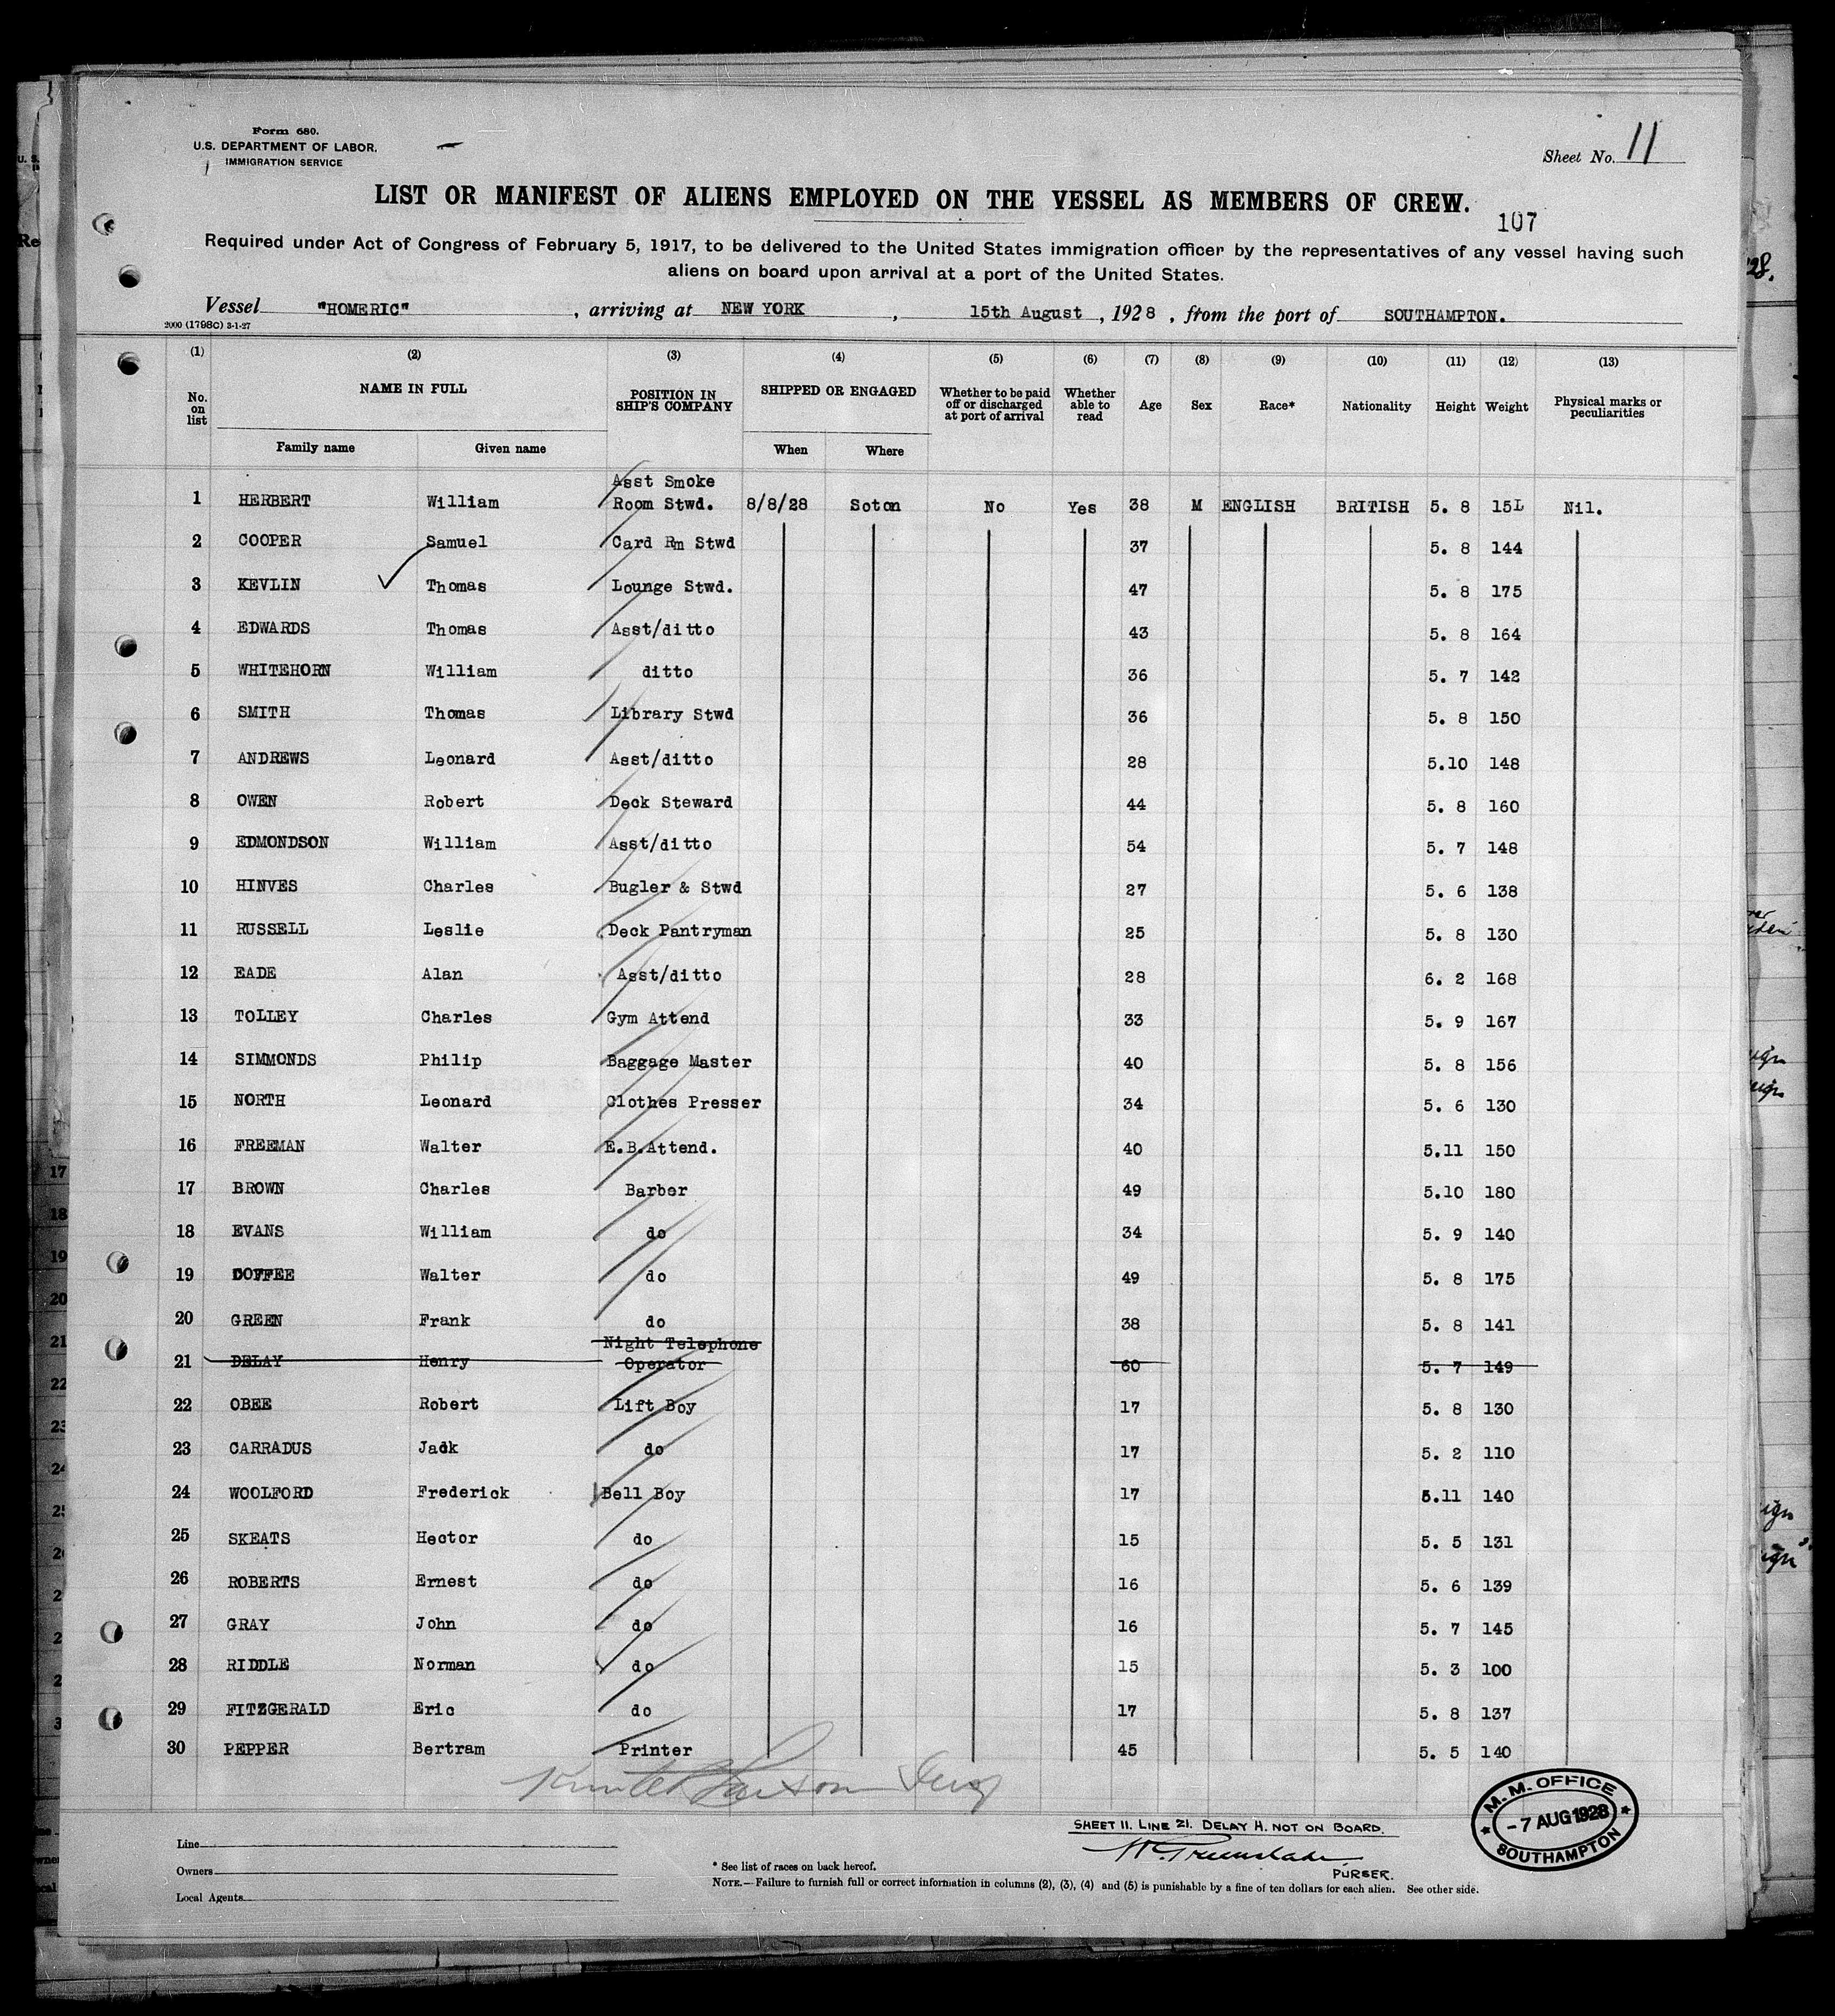 Form 680.
U.S. DEPARTMENT OF LABOR.
IMMIGRATION SERVICE
Sheet No. 11
LIST OR MANIFEST OF ALIENS EMPLOYED ON THE VESSEL AS MEMBERS OF CREW.
107
Required under Act of Congress of February 5, 1917, to be delivered to the United States immigration officer by the representatives of any vessel having such
aliens on board upon arrival at a port of the United States.
Vessel "HOMERIC", arriving at NEW YORK, 15th August, 1928, from the port of SOUTHAMPTON.
2000 (1798C) 3-1-27
(1) (2) (3) (4) (5) (6) (7) (8) (9) (10) (11) (12) (13)
No. on list NAME IN FULL POSITION IN SHIP'S COMPANY SHIPPED OR ENGAGED Whether to be paid off or discharged at port of arrival Whether able to read Age Sex Race* Nationality Height Weight Physical marks or peculiarities
Family name Given name When Where
1 HERBERT William Asst Smoke Room Stwd. 8/8/28 Soton No Yes 38 M ENGLISH BRITISH 5. 8 15L Nil.
2 COOPER Samuel Card Rm Stwd 37 5. 8 144
3 KEVLIN Thomas Lounge Stwd. 47 5. 8 175
4 EDWARDS Thomas Asst/ditto 43 5. 8 164
5 WHITEHORN William ditto 36 5. 7 142
6 SMITH Thomas Library Stwd 36 5. 8 150
7 ANDREWS Leonard Asst/ditto 28 5.10 148
8 OWEN Robert Deck Steward 44 5. 8 160
9 EDMONDSON William Asst/ditto 54 5. 7 148
10 HINVES Charles Bugler & Stwd 27 5. 6 138
11 RUSSELL Leslie Deck Pantryman 25 5. 8 130
12 EADE Alan Asst/ditto 28 6. 2 168
13 TOLLEY Charles Gym Attend 33 5. 9 167
14 SIMMONDS Philip Baggage Master 40 5. 8 156
15 NORTH Leonard Clothes Presser 34 5. 6 130
16 FREEMAN Walter E.B.Attend. 40 5.11 150
17 BROWN Charles Barber 49 5.10 180
18 EVANS William do 34 5. 9 140
19 COFFEE Walter do 49 5. 8 175
20 GREEN Frank do 38 5. 8 141
21 DELAY Henry Night Telephone Operator 60 5. 7 149
22 OBEE Robert Lift Boy 17 5. 8 130
23 CARRADUS Jack do 17 5. 2 110
24 WOOLFORD Frederick Bell Boy 17 5.11 140
25 SKEATS Hector do 15 5. 5 131
26 ROBERTS Ernest do 16 5. 6 139
27 GRAY John do 16 5. 7 145
28 RIDDLE Norman do 15 5. 3 100
29 FITZGERALD Eric do 17 5. 8 137
30 PEPPER Bertram Printer 45 5. 5 140
M.M. OFFICE
-7 AUG 1928
SOUTHAMPTON
SHEET 11. LINE 21. DELAY H. NOT ON BOARD.
PURSER.
Line
Owners
Local Agents
* See list of races on back hereof.
NOTE.—Failure to furnish full or correct information in columns (2), (3), (4) and (5) is punishable by a fine of ten dollars for each alien. See other side.